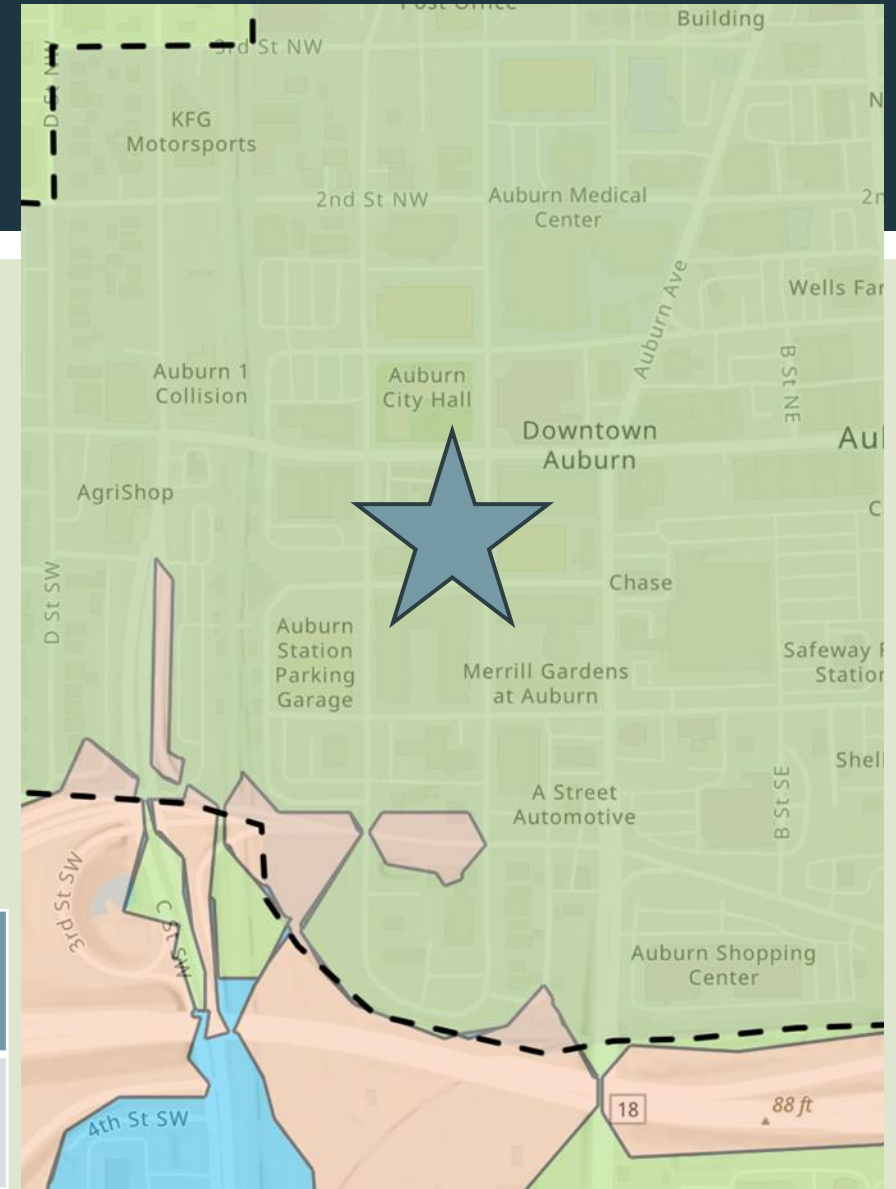 Post Office
Building
3rd St NW
D St NW
KFG
Motorsports
N
2nd St NW
Auburn Medical
Center
2n
Auburn Ave
Wells Far
B St NE
Auburn 1
Collision
Auburn
City Hall
Downtown
Auburn
Aul
AgriShop
C
D St SW
Chase
Auburn
Station
Parking
Garage
Merrill Gardens
at Auburn
Safeway F
Station
Shell
A Street
Automotive
B St SE
3rd St SW
C St SW
Auburn Shopping
Center
18
88 ft
4th St SW